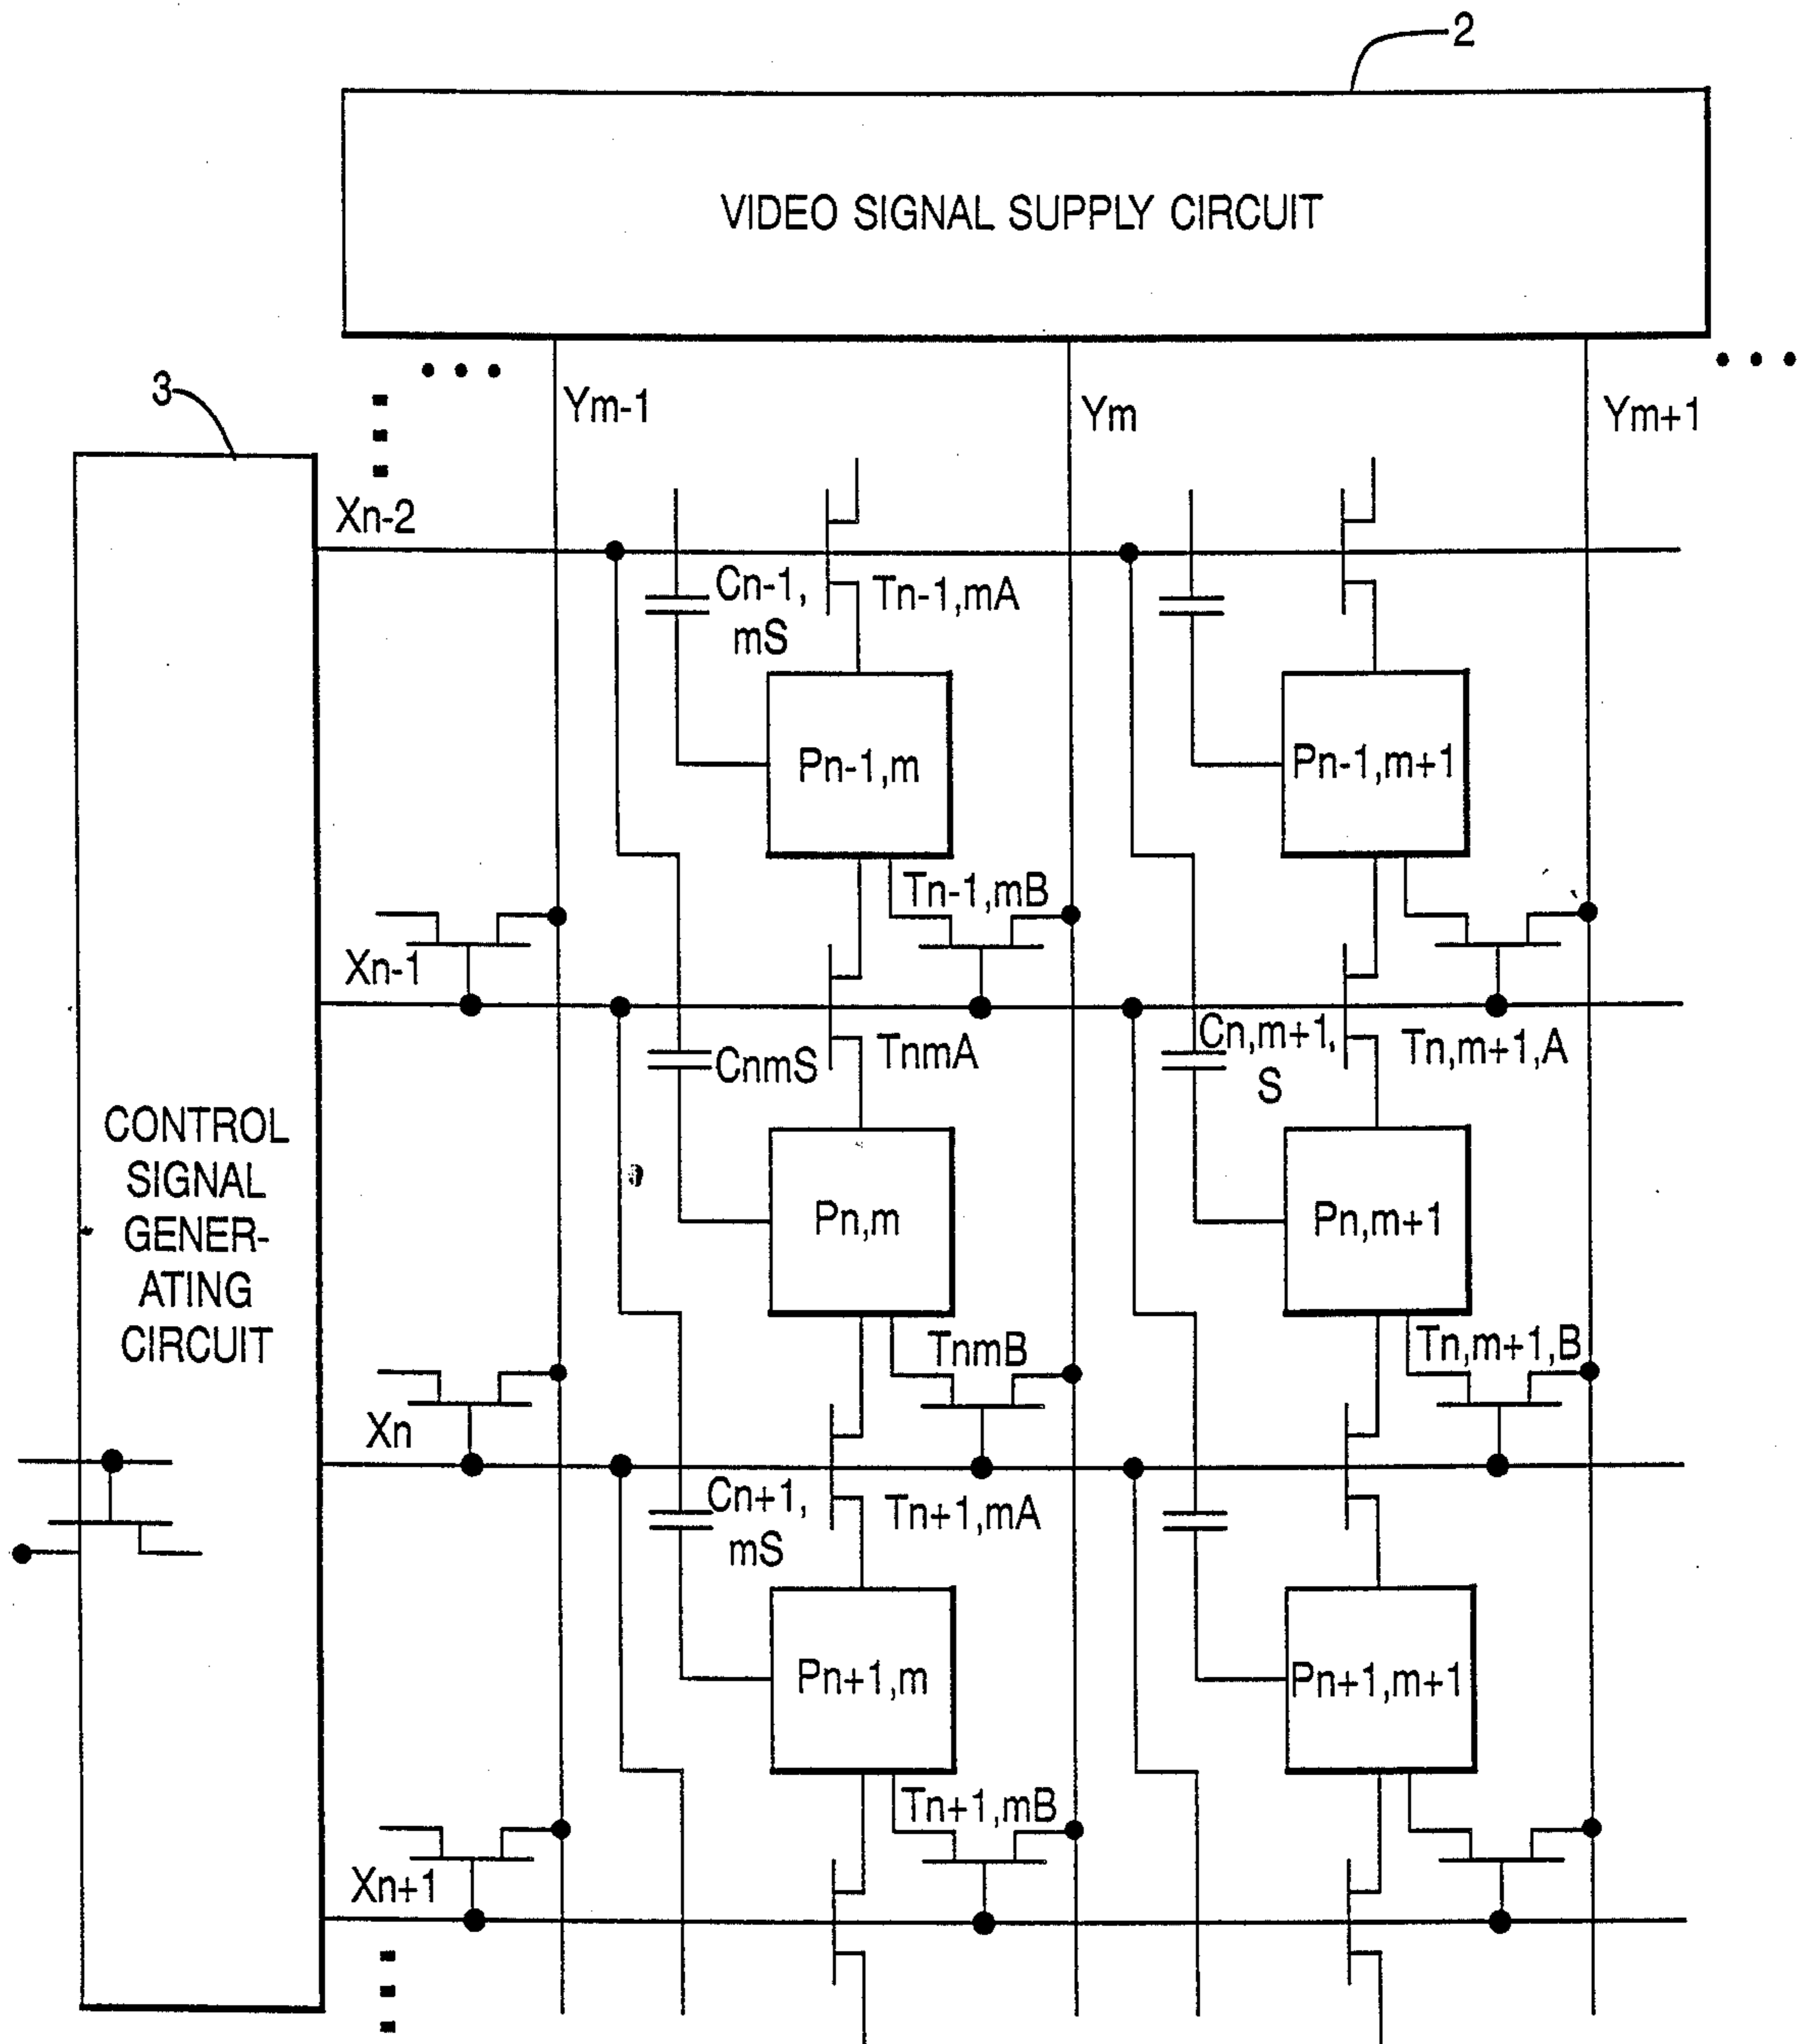 2
VIDEO SIGNAL SUPPLY CIRCUIT
3
Ym-1
Ym
Ym+1
Xn-2
Cn-1,
mS
Tn-1,mA
Pn-1,m
Pn-1,m+1
Tn-1,mB
Xn-1
CnmS
TnmA
Cn,m+1,
S
Tn,m+1,A
CONTROL
SIGNAL
GENER-
ATING
CIRCUIT
Pn,m
Pn,m+1
TnmB
Tn,m+1,B
Xn
Cn+1,
mS
Tn+1,mA
Pn+1,m
Pn+1,m+1
Tn+1,mB
Xn+1